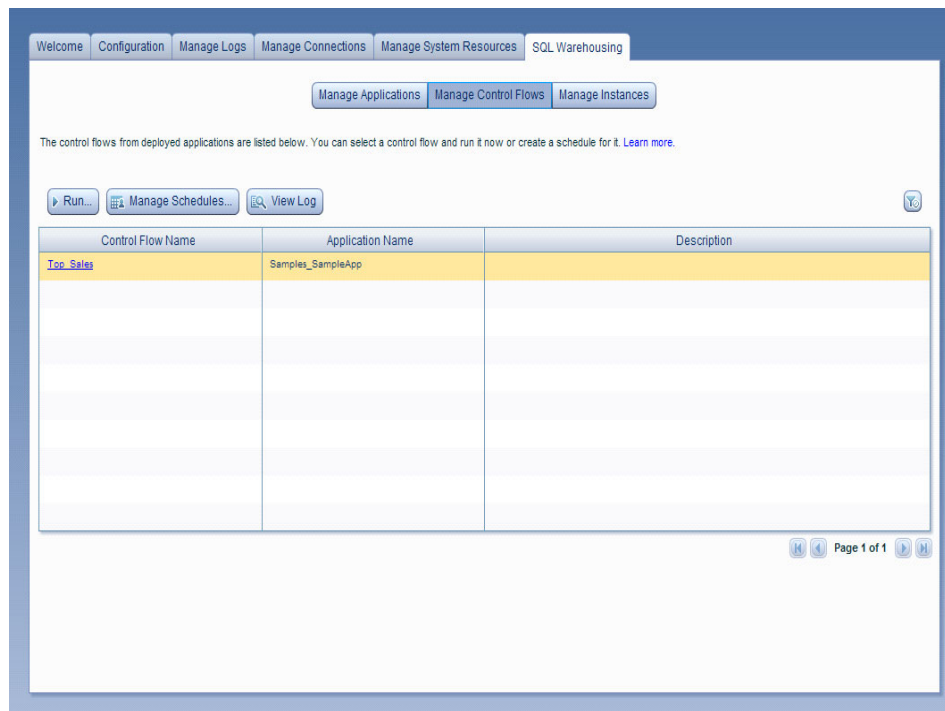 Welcome Configuration Manage Logs Manage Connections Manage System Resources SQL Warehousing
Manage Applications Manage Control Flows Manage Instances
The control flows from deployed applications are listed below. You can select a control flow and run it now or create a schedule for it. Learn more.
Run... Manage Schedules... View Log
Control Flow Name Application Name Description
Top_Sales Samples_SampleApp
Page 1 of 1